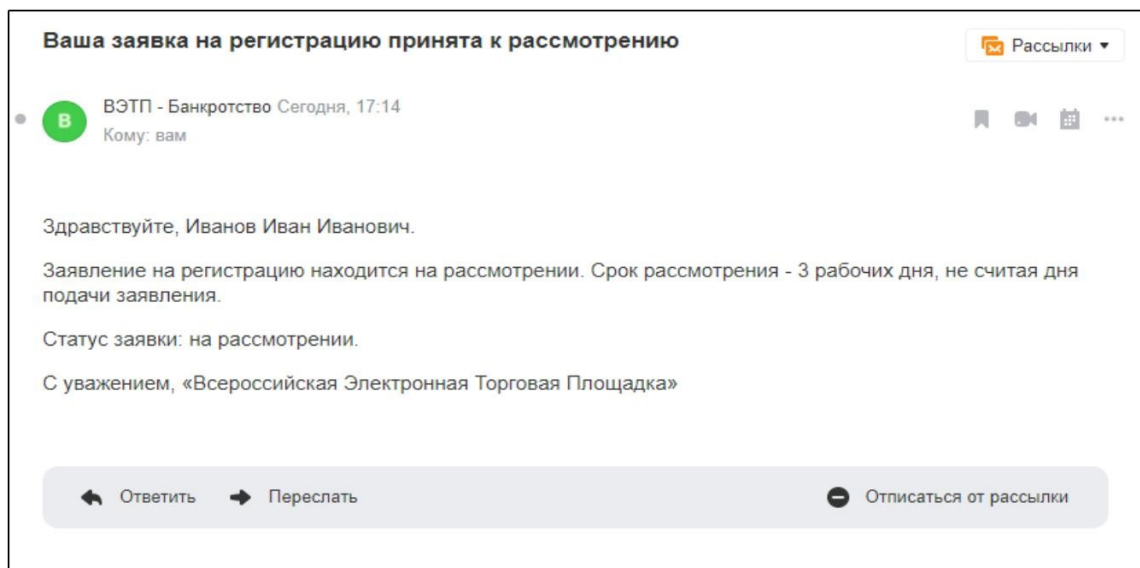 Ваша заявка на регистрацию принята к рассмотрению
Рассылки
В
ВЭТП - Банкротство Сегодня, 17:14
Кому: вам
Здравствуйте, Иванов Иван Иванович.
Заявление на регистрацию находится на рассмотрении. Срок рассмотрения - 3 рабочих дня, не считая дня
подачи заявления.
Статус заявки: на рассмотрении.
С уважением, «Всероссийская Электронная Торговая Площадка»
Ответить Переслать Отписаться от рассылки